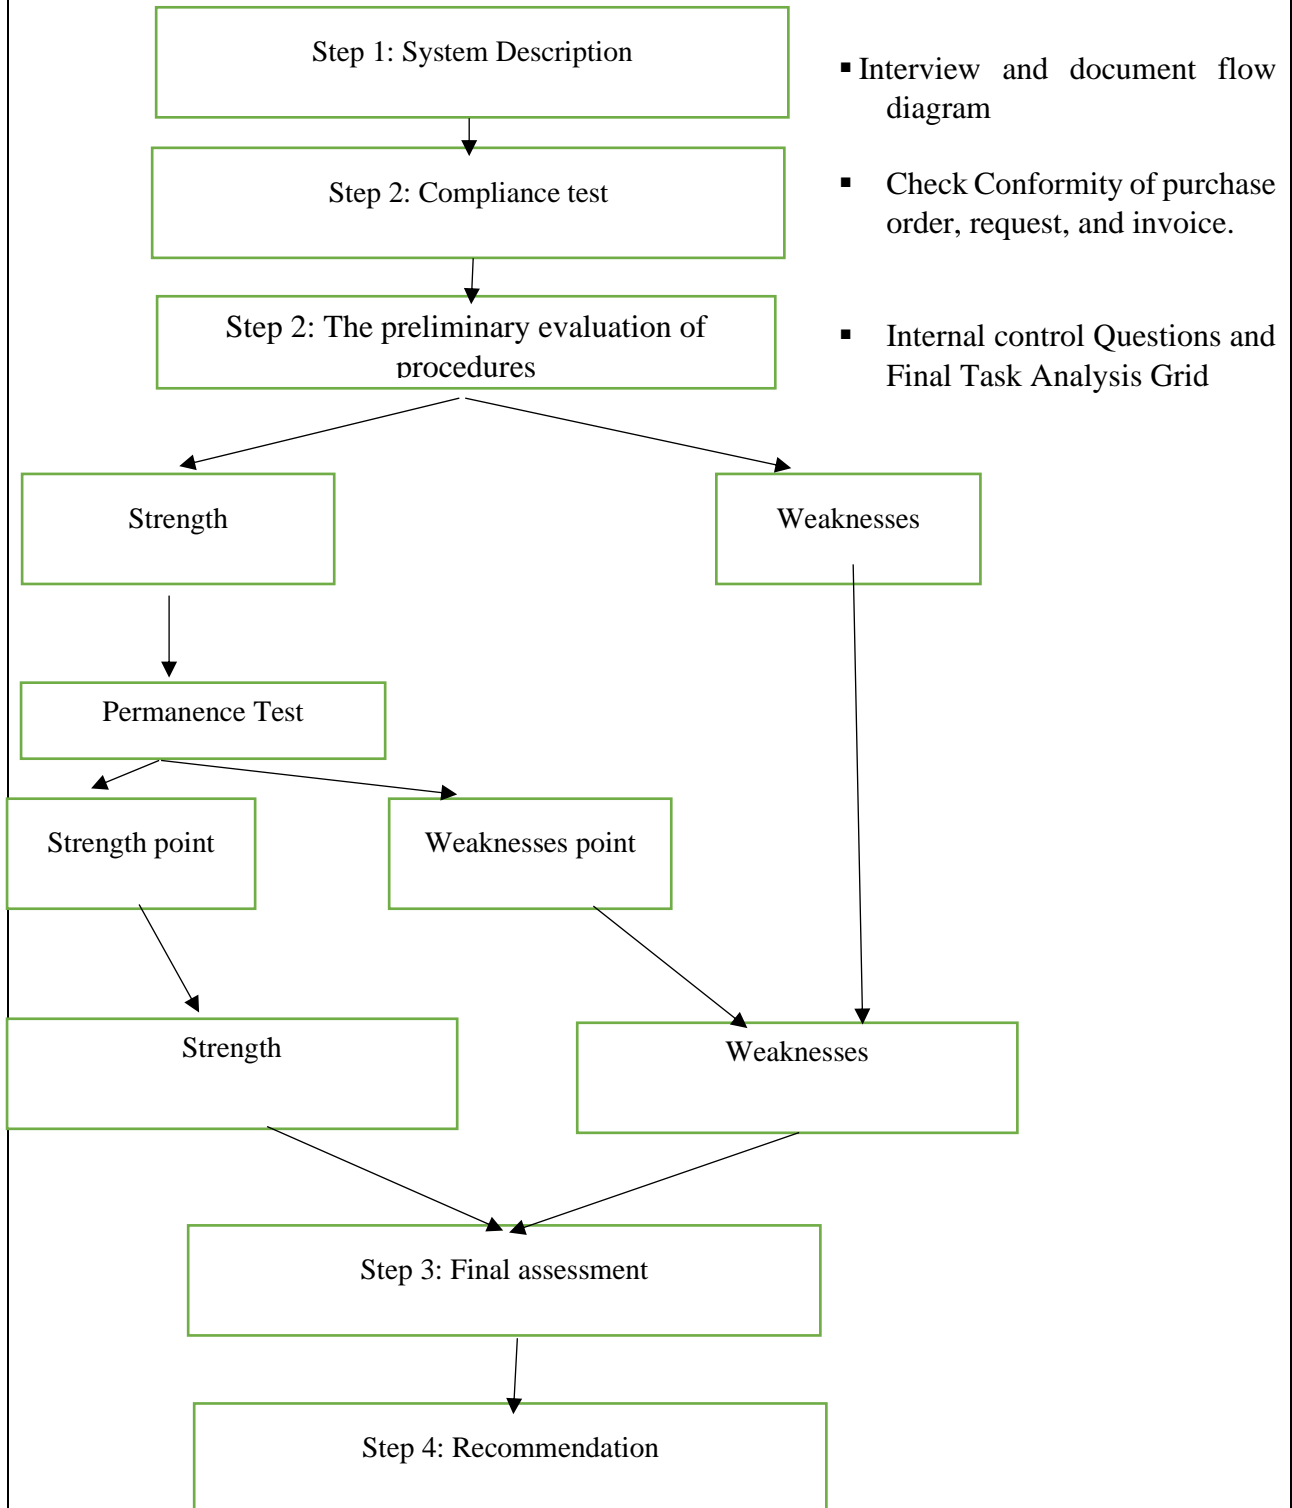 Step 1: System Description
▪ Interview and document flow
diagram
Step 2: Compliance test
▪ Check Conformity of purchase
order, request, and invoice.
Step 2: The preliminary evaluation of
procedures
▪ Internal control Questions and
Final Task Analysis Grid
Strength
Weaknesses
Permanence Test
Strength point
Weaknesses point
Strength
Weaknesses
Step 3: Final assessment
Step 4: Recommendation